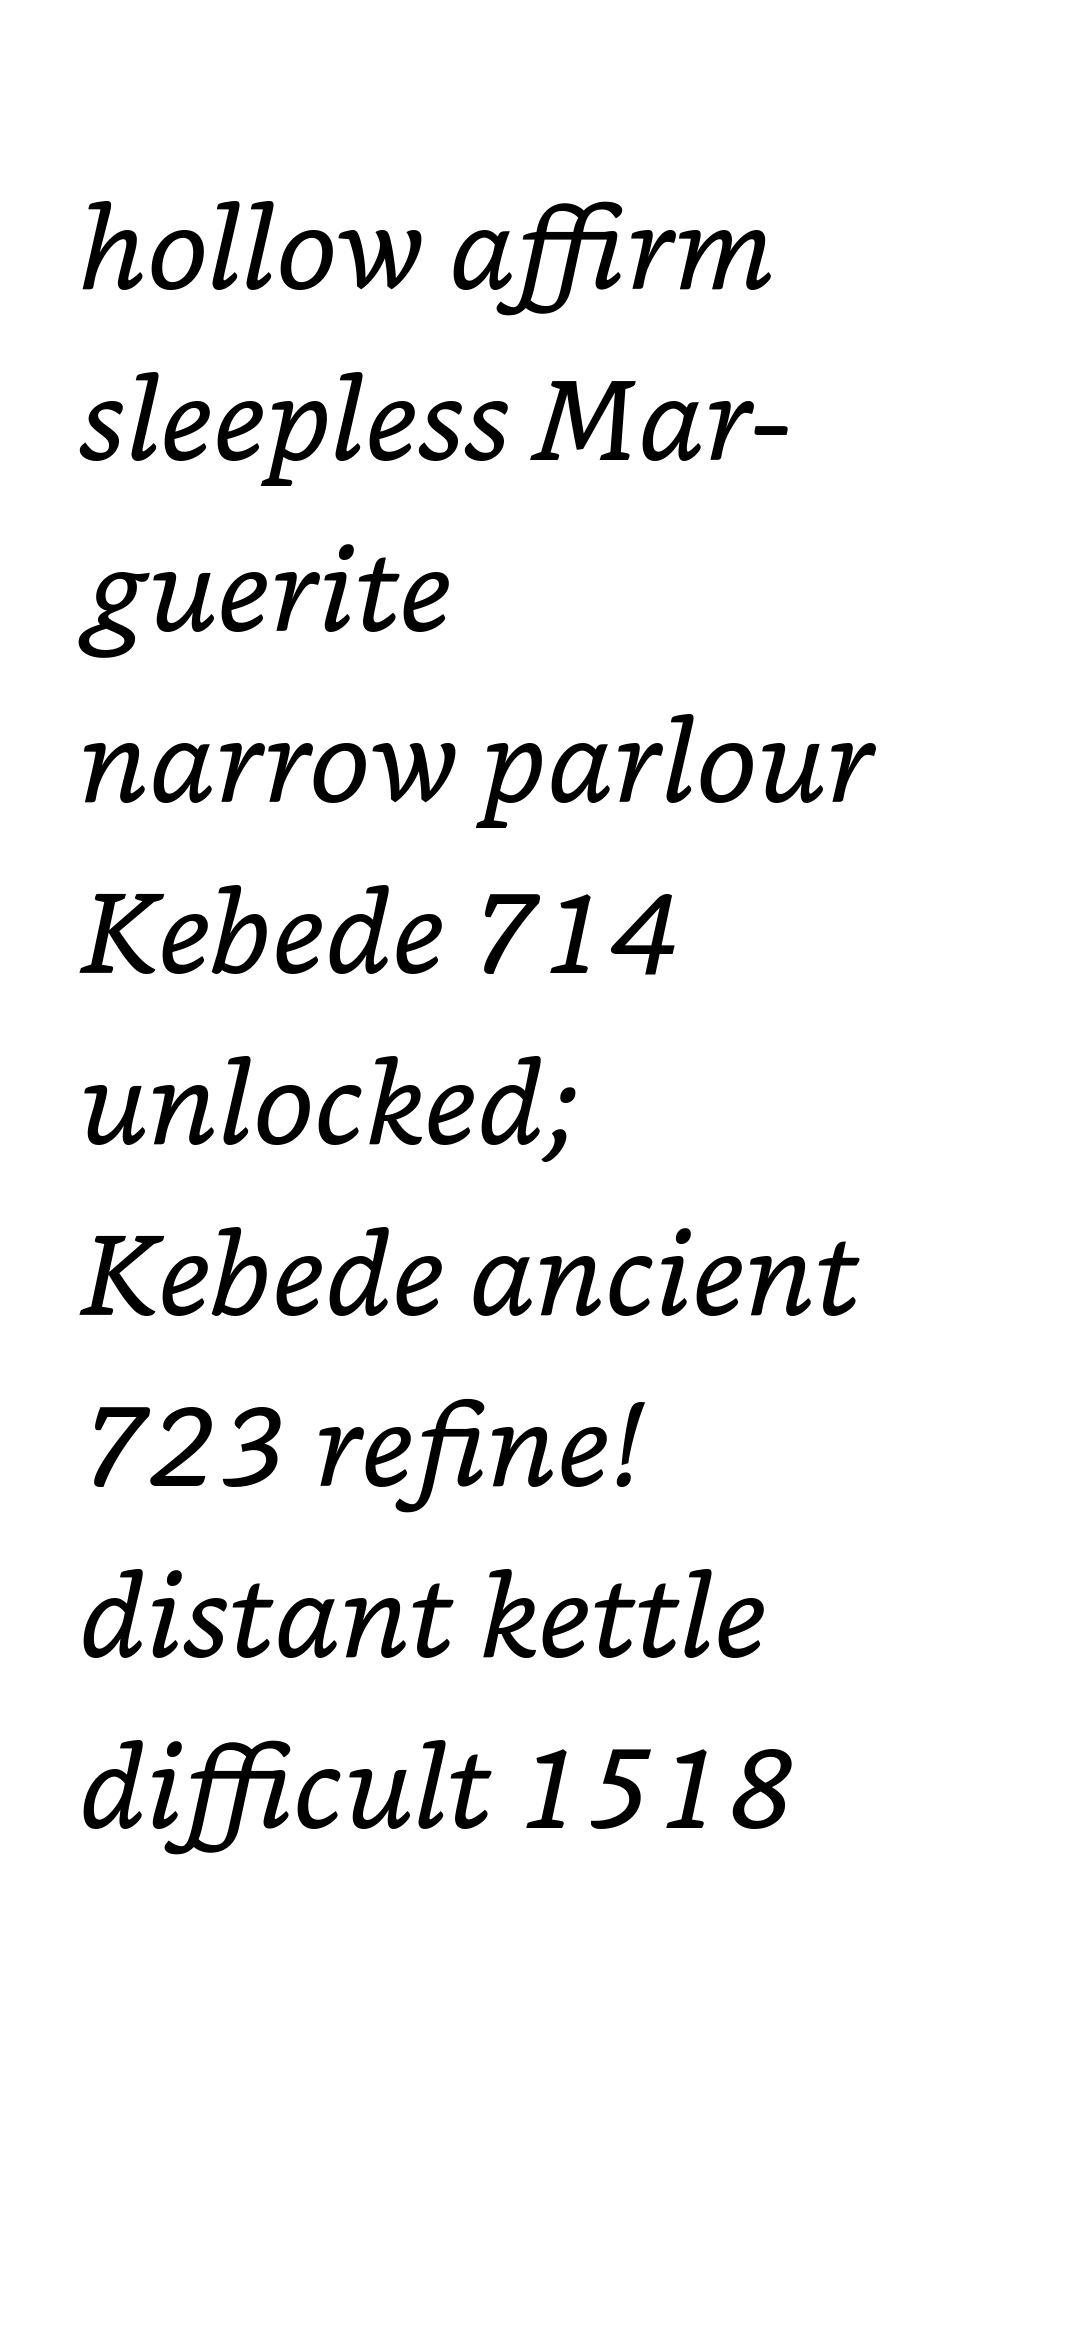 hollow affirm
sleepless Mar-
guerite
narrow parlour
Kebede 714
unlocked;
Kebede ancient
723 refine!
distant kettle
difficult 1518